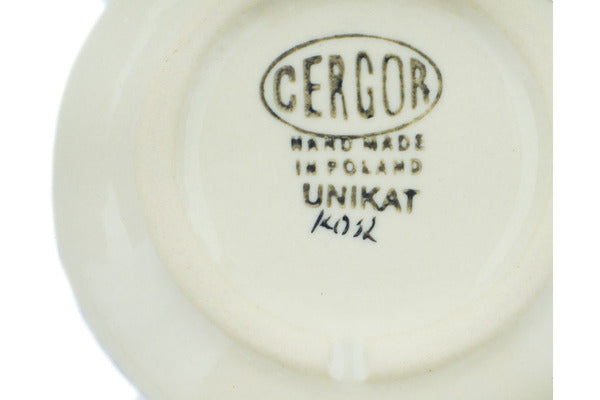 CERGOR
HAND MADE
IN POLAND
UNIKAT